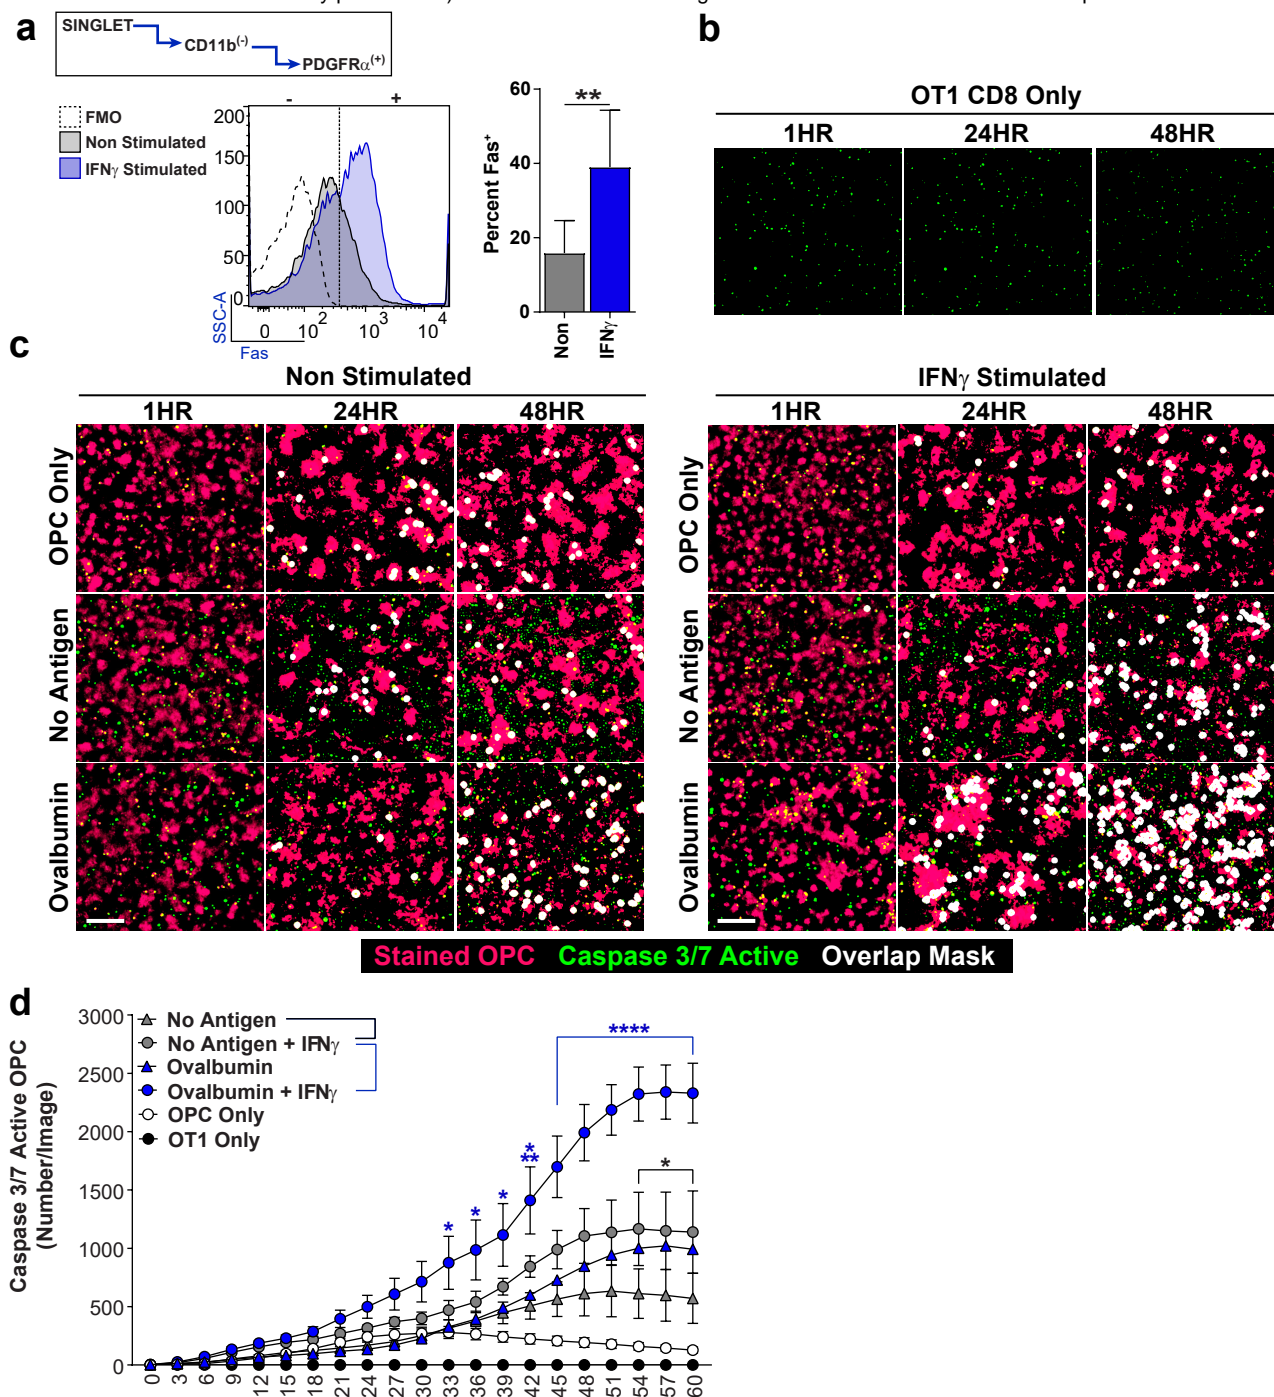 a
SINGLET
CD11b(-)
PDGFRα(+)
FMO
Non Stimulated
IFNγ Stimulated
- +
200
150
100
50
0
SSC-A
0 10^2 10^3 10^4
Fas
**
Percent Fas+
60
40
20
0
Non IFNγ
b
OT1 CD8 Only
1HR 24HR 48HR
c
Non Stimulated
1HR 24HR 48HR
OPC Only
No Antigen
Ovalbumin
IFNγ Stimulated
1HR 24HR 48HR
OPC Only
No Antigen
Ovalbumin
Stained OPC Caspase 3/7 Active Overlap Mask
d
Caspase 3/7 Active OPC
(Number/Image)
No Antigen
No Antigen + IFNγ
Ovalbumin
Ovalbumin + IFNγ
OPC Only
OT1 Only
3000
2500
2000
1500
1000
500
0
* * * *
**
****
*
0 3 6 9 12 15 18 21 24 27 30 33 36 39 42 45 48 51 54 57 60